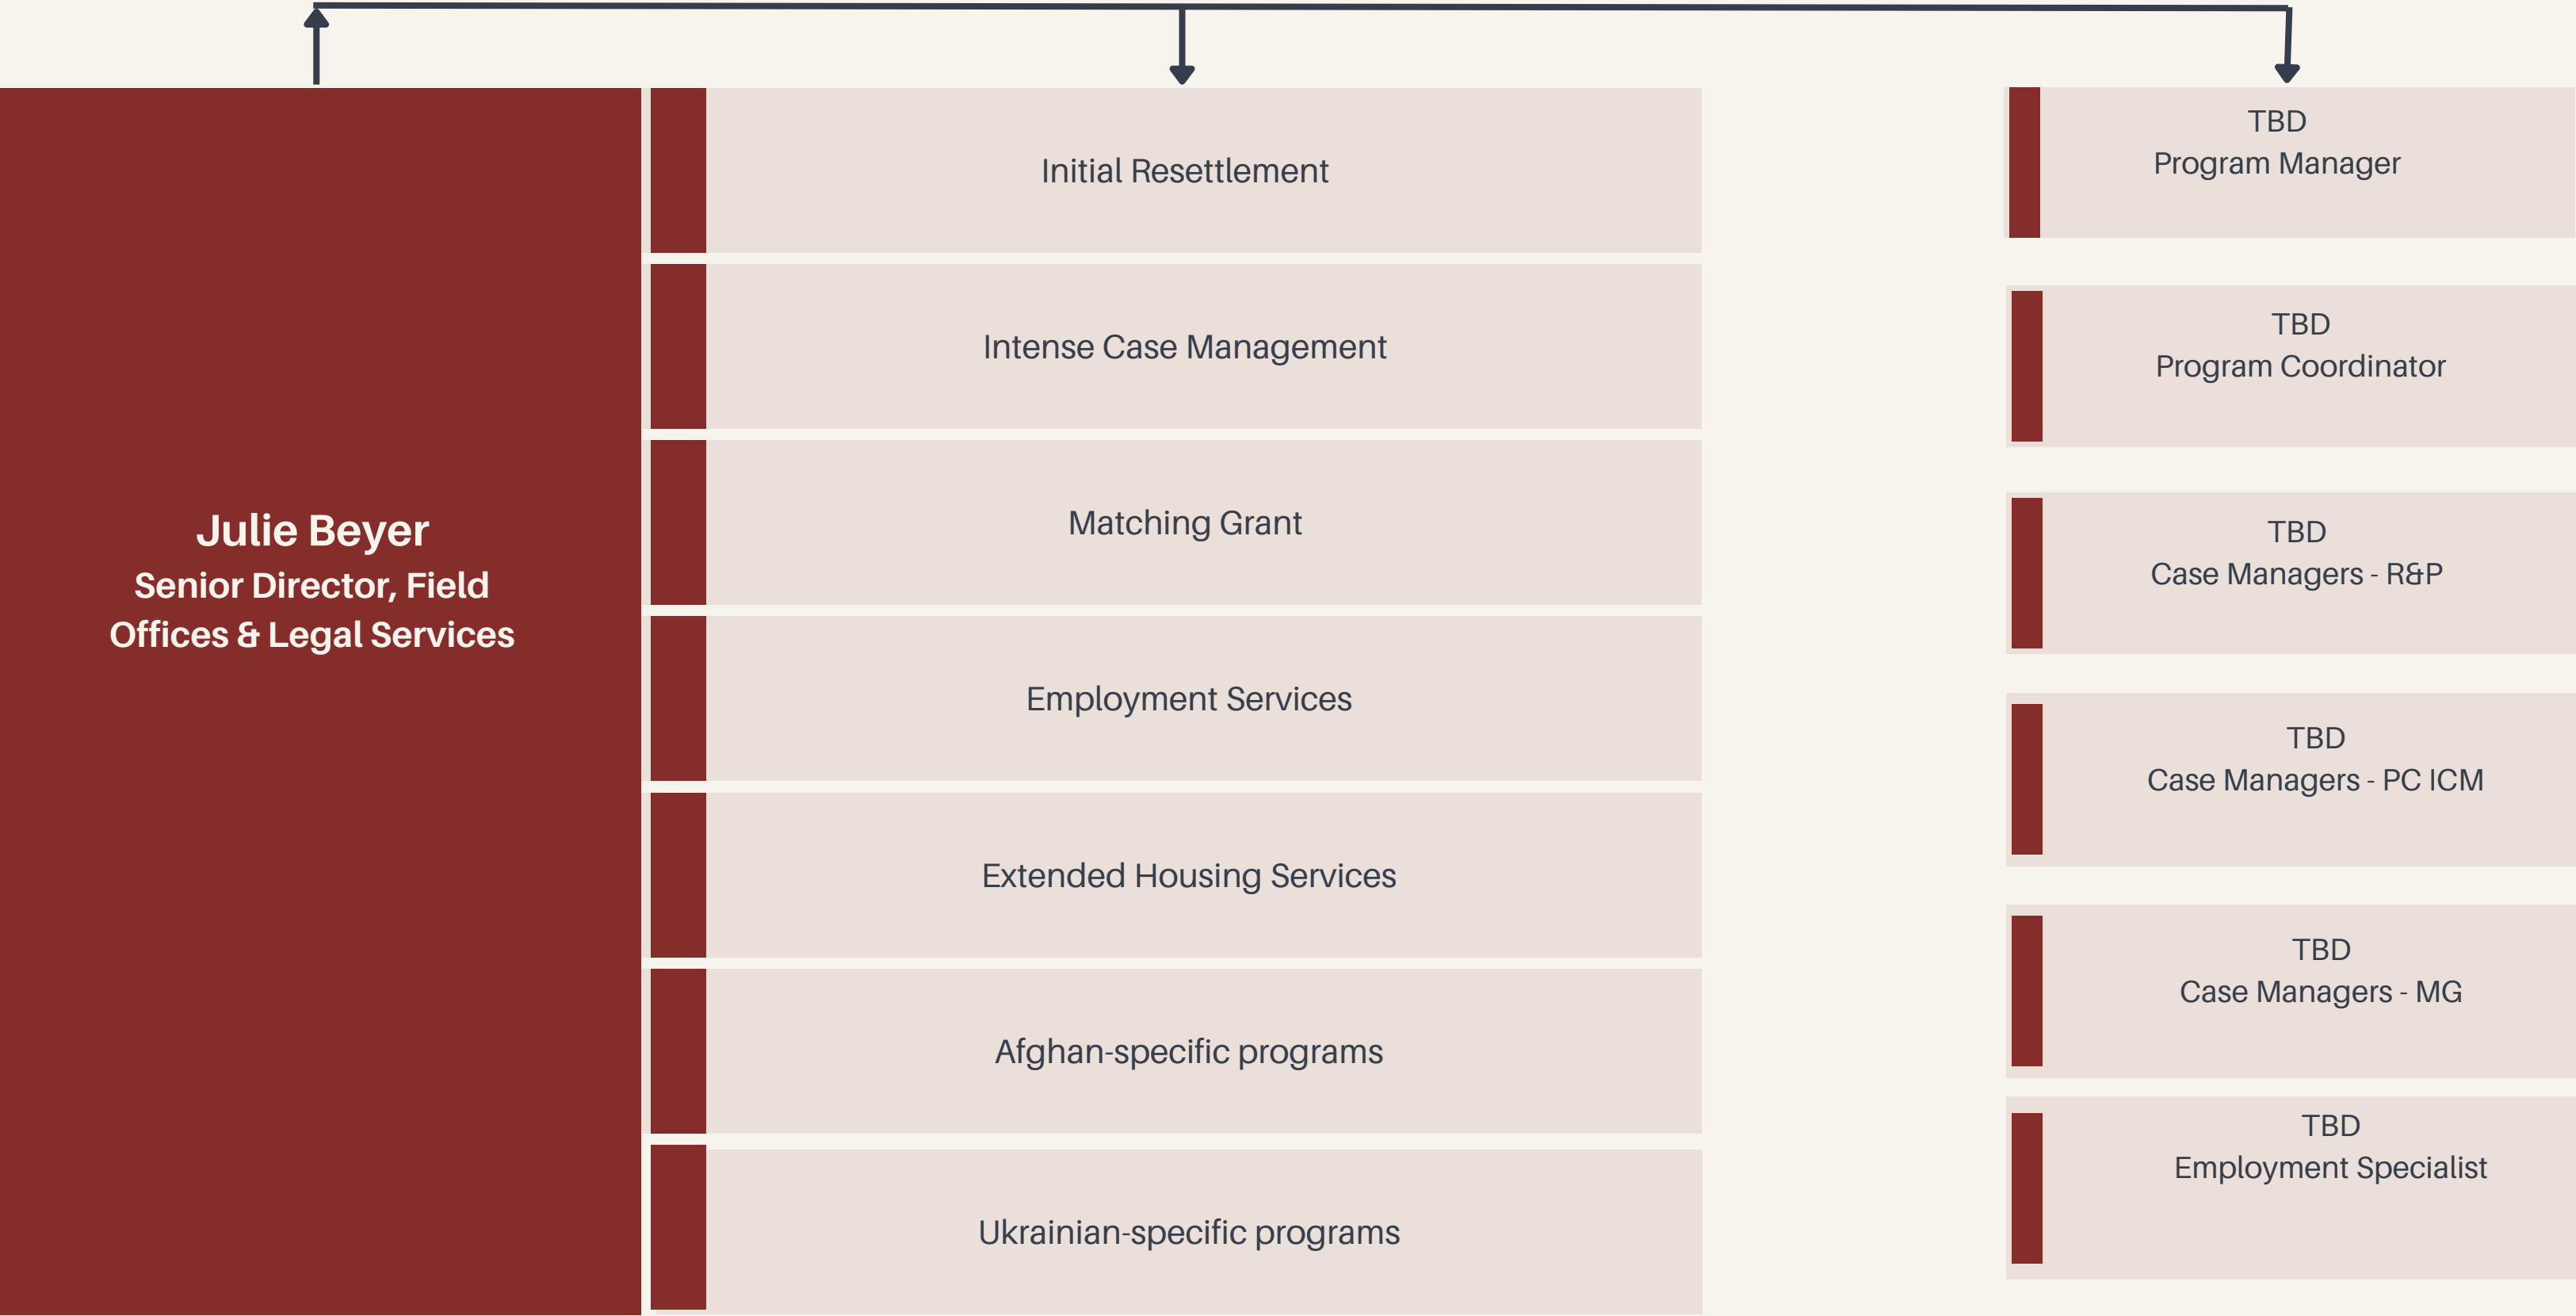 Julie Beyer
Senior Director, Field
Offices & Legal Services
Initial Resettlement
Intense Case Management
Matching Grant
Employment Services
Extended Housing Services
Afghan-specific programs
Ukrainian-specific programs
TBD
Program Manager
TBD
Program Coordinator
TBD
Case Managers - R&P
TBD
Case Managers - PC ICM
TBD
Case Managers - MG
TBD
Employment Specialist